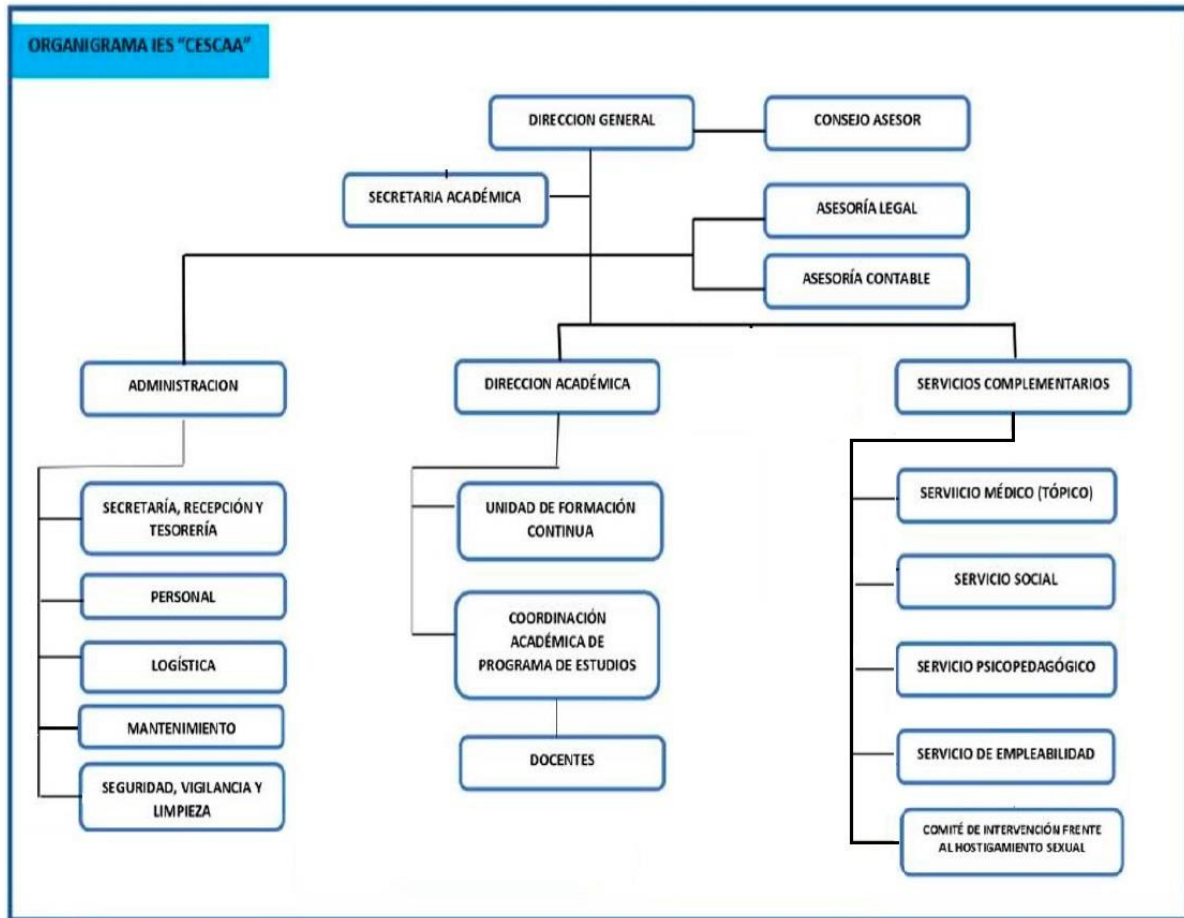 ORGANIGRAMA IES "CESCAA"
DIRECCION GENERAL
CONSEJO ASESOR
SECRETARIA ACADÉMICA
ASESORÍA LEGAL
ASESORÍA CONTABLE
ADMINISTRACION
DIRECCION ACADÉMICA
SERVICIOS COMPLEMENTARIOS
SECRETARÍA, RECEPCIÓN Y
TESORERÍA
PERSONAL
LOGÍSTICA
MANTENIMIENTO
SEGURIDAD, VIGILANCIA Y
LIMPIEZA
UNIDAD DE FORMACIÓN
CONTINUA
COORDINACIÓN
ACADÉMICA DE
PROGRAMA DE ESTUDIOS
DOCENTES
SERVIICIO MÉDICO (TÓPICO)
SERVICIO SOCIAL
SERVICIO PSICOPEDAGÓGICO
SERVICIO DE EMPLEABILIDAD
COMITÉ DE INTERVENCIÓN FRENTE
AL HOSTIGAMIENTO SEXUAL